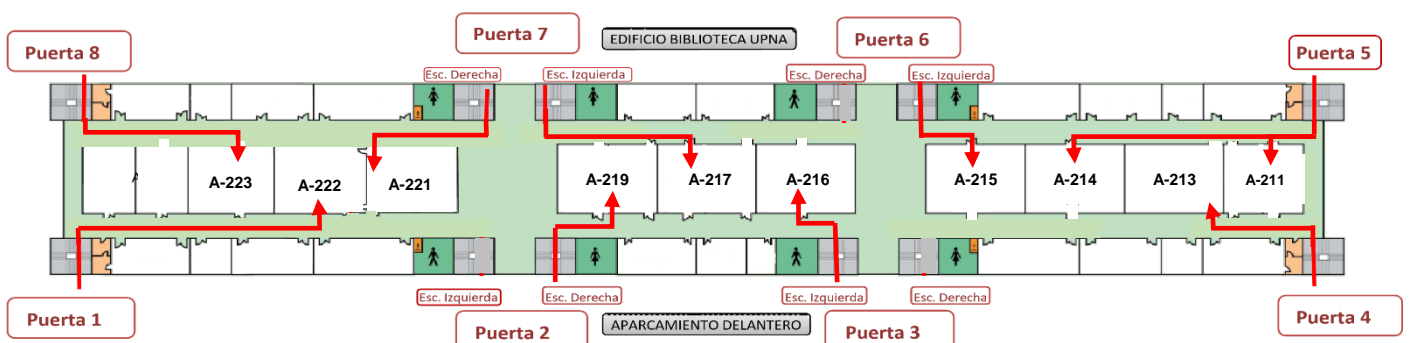 Puerta 8
Puerta 7
EDIFICIO BIBLIOTECA UPNA
Puerta 6
Puerta 5
Esc. Derecha
Esc. Izquierda
Esc. Derecha
Esc. Izquierda
A-223
A-222
A-221
A-219
A-217
A-216
A-215
A-214
A-213
A-211
Esc. Izquierda
Esc. Derecha
Esc. Izquierda
Esc. Derecha
Puerta 1
Puerta 2
APARCAMIENTO DELANTERO
Puerta 3
Puerta 4